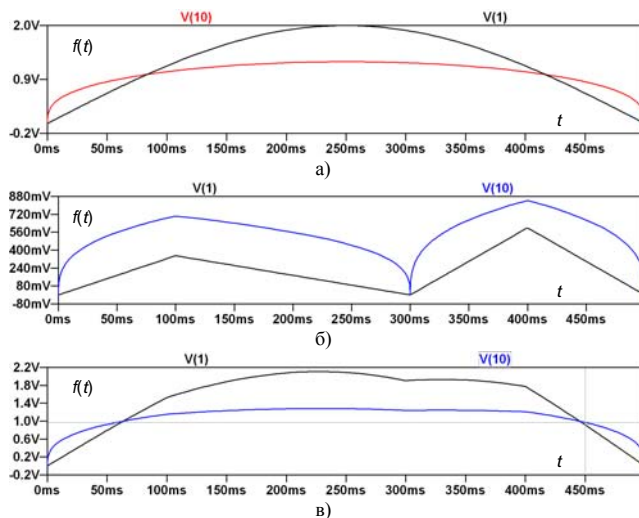 V(10) V(1)
2.0V
f(t)
0.9V
t
-0.2V
0ms 50ms 100ms 150ms 200ms 250ms 300ms 350ms 400ms 450ms
а)
V(1) V(10)
880mV
f(t)
720mV
560mV
400mV
240mV
80mV
t
-80mV
0ms 50ms 100ms 150ms 200ms 250ms 300ms 350ms 400ms 450ms
б)
V(1) V(10)
2.2V
f(t)
1.8V
1.4V
1.0V
0.6V
0.2V
t
-0.2V
0ms 50ms 100ms 150ms 200ms 250ms 300ms 350ms 400ms 450ms
в)